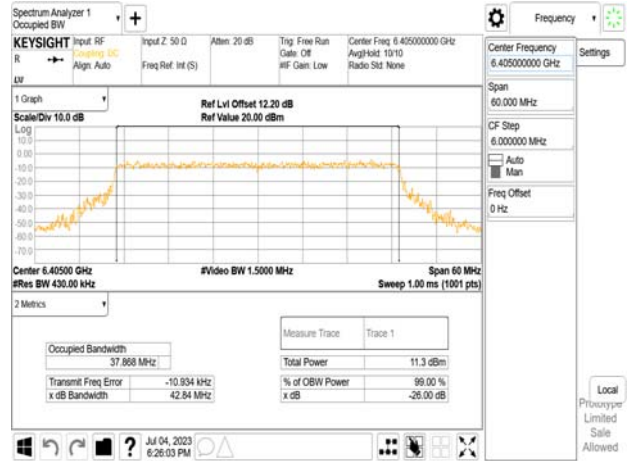 Spectrum Analyzer 1
Occupied BW
Frequency
KEYSIGHT
Input: RF
Coupling: DC
Align: Auto
Input Z: 50 Ω
Freq Ref: Int (S)
Atten: 20 dB
Trig: Free Run
Gate: Off
#IF Gain: Low
Center Freq: 6.405000000 GHz
Avg|Hold: 10/10
Radio Std: None
R
LXI
Center Frequency
6.405000000 GHz
Settings
Span
60.000 MHz
CF Step
6.000000 MHz
Auto
Man
Freq Offset
0 Hz
1 Graph
Scale/Div 10.0 dB
Ref Lvl Offset 12.20 dB
Ref Value 20.00 dBm
Log
10.0
0.00
-10.0
-20.0
-30.0
-40.0
-50.0
-60.0
-70.0
Center 6.40500 GHz
#Res BW 430.00 kHz
#Video BW 1.5000 MHz
Span 60 MHz
Sweep 1.00 ms (1001 pts)
2 Metrics
Measure Trace
Trace 1
Occupied Bandwidth
37.868 MHz
Total Power
11.3 dBm
Transmit Freq Error
-10.934 kHz
% of OBW Power
99.00 %
x dB Bandwidth
42.84 MHz
x dB
-26.00 dB
Local
Prototype
Limited
Sale
Allowed
Jul 04, 2023
6:26:03 PM